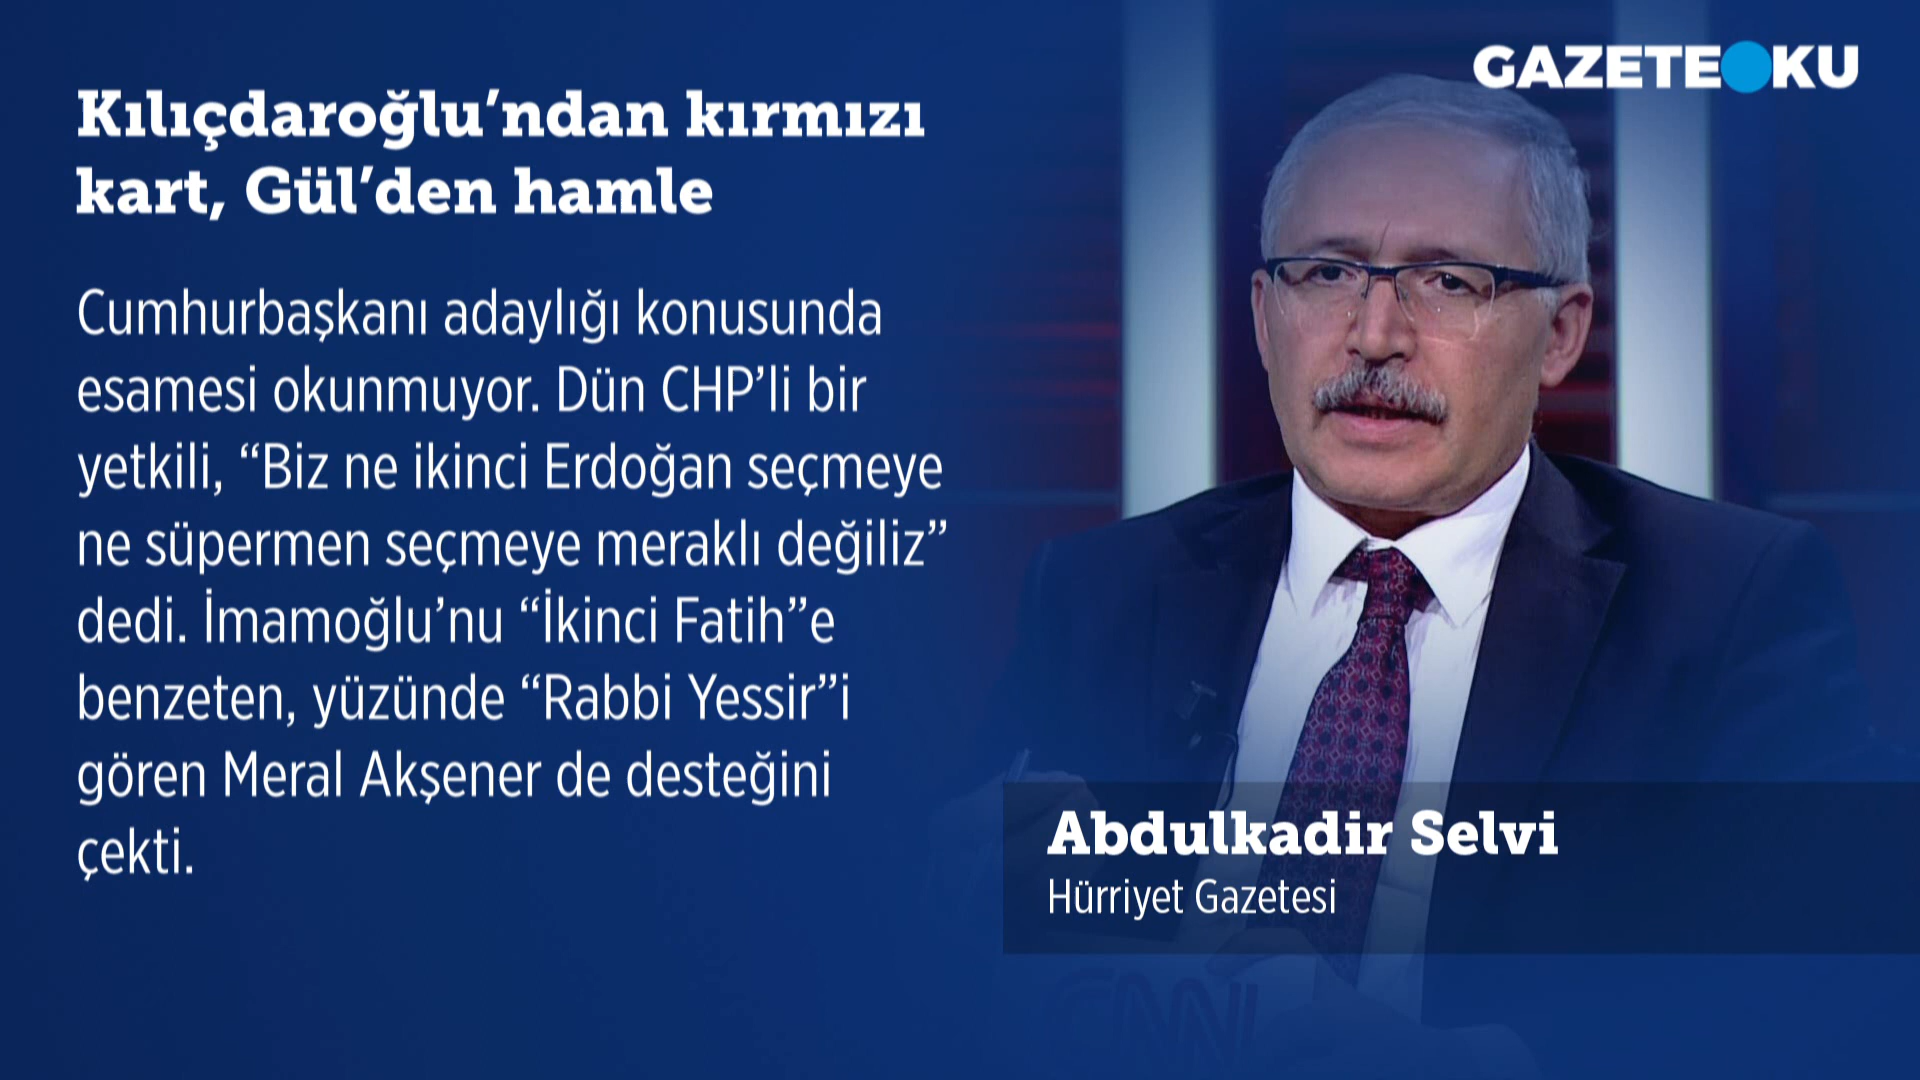 GAZETEOKU
Kılıçdaroğlu’ndan kırmızı
kart, Gül’den hamle
Cumhurbaşkanı adaylığı konusunda
esamesi okunmuyor. Dün CHP’li bir
yetkili, “Biz ne ikinci Erdoğan seçmeye
ne süpermen seçmeye meraklı değiliz”
dedi. İmamoğlu’nu “İkinci Fatih”e
benzeten, yüzünde “Rabbi Yessir”i
gören Meral Akşener de desteğini
çekti.
Abdulkadir Selvi
Hürriyet Gazetesi
CNN